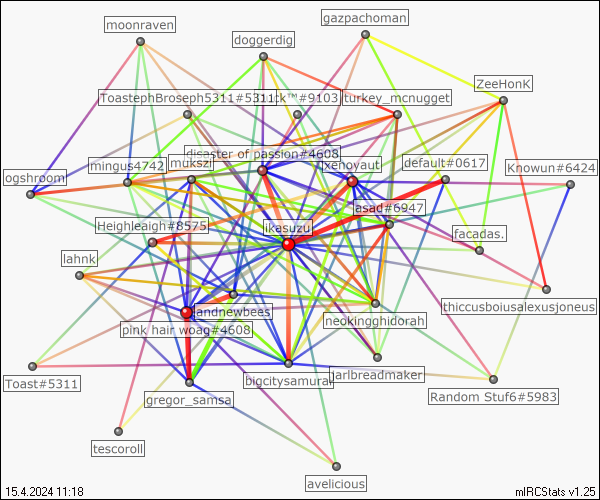 gazpachoman
moonraven
doggerdig
ZeeHonK
ToastephBroseph5311#5311
ck™#9103
turkey_mcnugget
disaster of passion#4608
mingus4742
muksz
xenoyaut
default#0617
Knowun#6424
ogshroom
asad#6947
Heighleaigh#8575
ikasuzu
facadas.
lahnk
thiccusboiusalexusjoneus
landnewbees
neokingghidorah
pink hair woag#4608
Toast#5311
bigcitysamurai
jarlbreadmaker
gregor_samsa
Random Stuf6#5983
tescoroll
avelicious
15.4.2024 11:18
mIRCStats v1.25